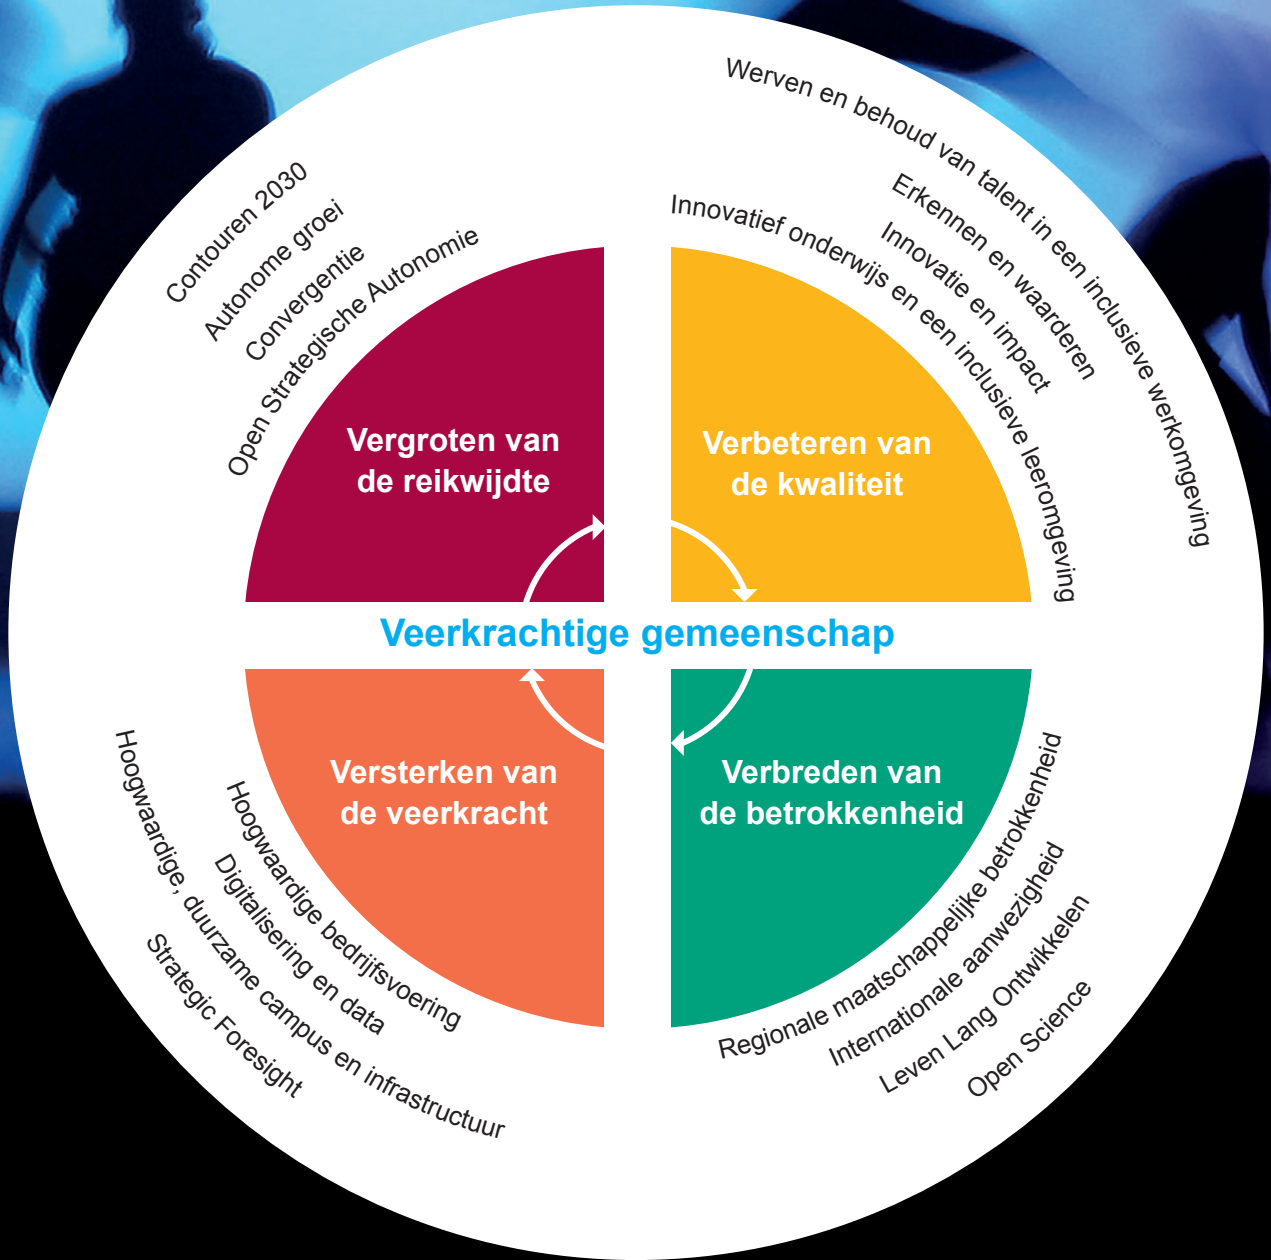 Contouren 2030
Autonome groei
Convergentie
Open Strategische Autonomie
Vergroten van
de reikwijdte
Werven en behoud van talent in een inclusieve werkomgeving
Erkennen en waarderen
Innovatie en impact
Innovatief onderwijs en een inclusieve leeromgeving
Verbeteren van
de kwaliteit
Veerkrachtige gemeenschap
Versterken van
de veerkracht
Hoogwaardige bedrijfsvoering
Digitalisering en data
Hoogwaardige, duurzame campus en infrastructuur
Strategic Foresight
Verbreden van
de betrokkenheid
Regionale maatschappelijke betrokkenheid
Internationale aanwezigheid
Leven Lang Ontwikkelen
Open Science